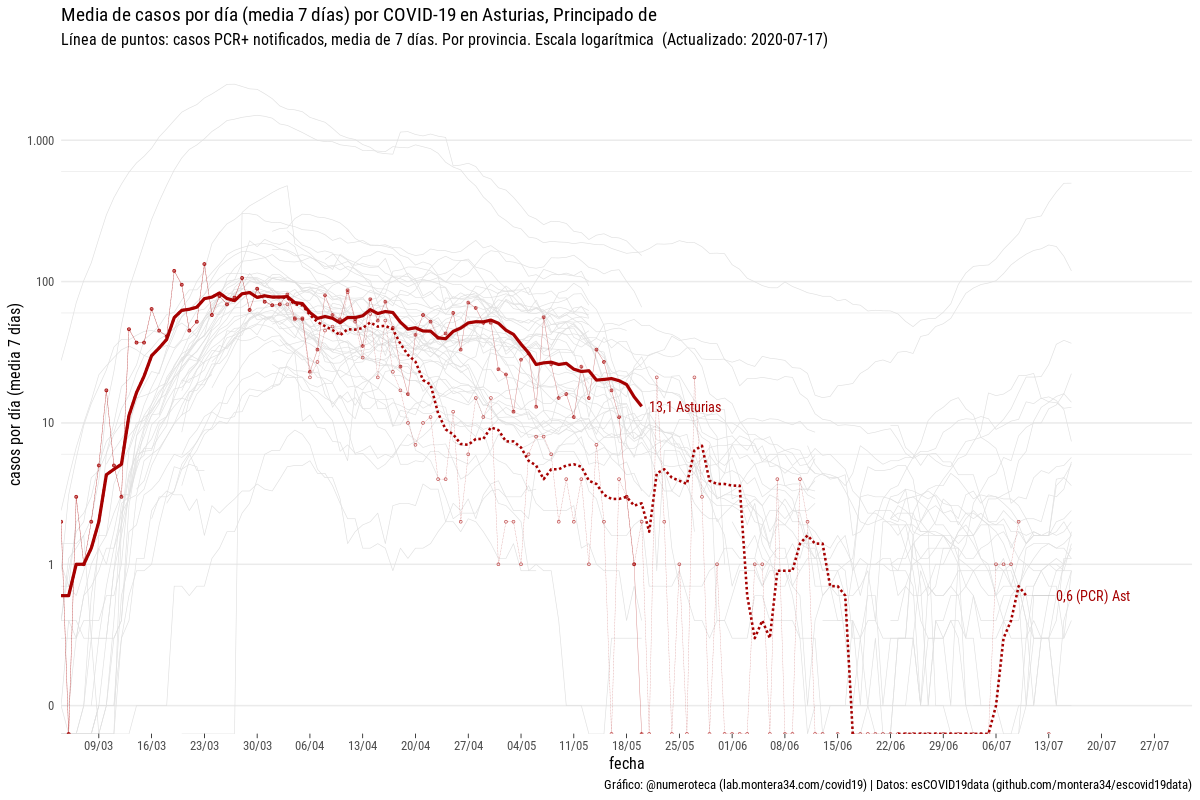 Media de casos por día (media 7 días) por COVID-19 en Asturias, Principado de
Línea de puntos: casos PCR+ notificados, media de 7 días. Por provincia. Escala logarítmica (Actualizado: 2020-07-17)
casos por día (media 7 días)
1.000
100
10
1
0
13,1 Asturias
0,6 (PCR) Ast
09/03 16/03 23/03 30/03 06/04 13/04 20/04 27/04 04/05 11/05 18/05 25/05 01/06 08/06 15/06 22/06 29/06 06/07 13/07 20/07 27/07
fecha
Gráfico: @numeroteca (lab.montera34.com/covid19) | Datos: esCOVID19data (github.com/montera34/escovid19data)